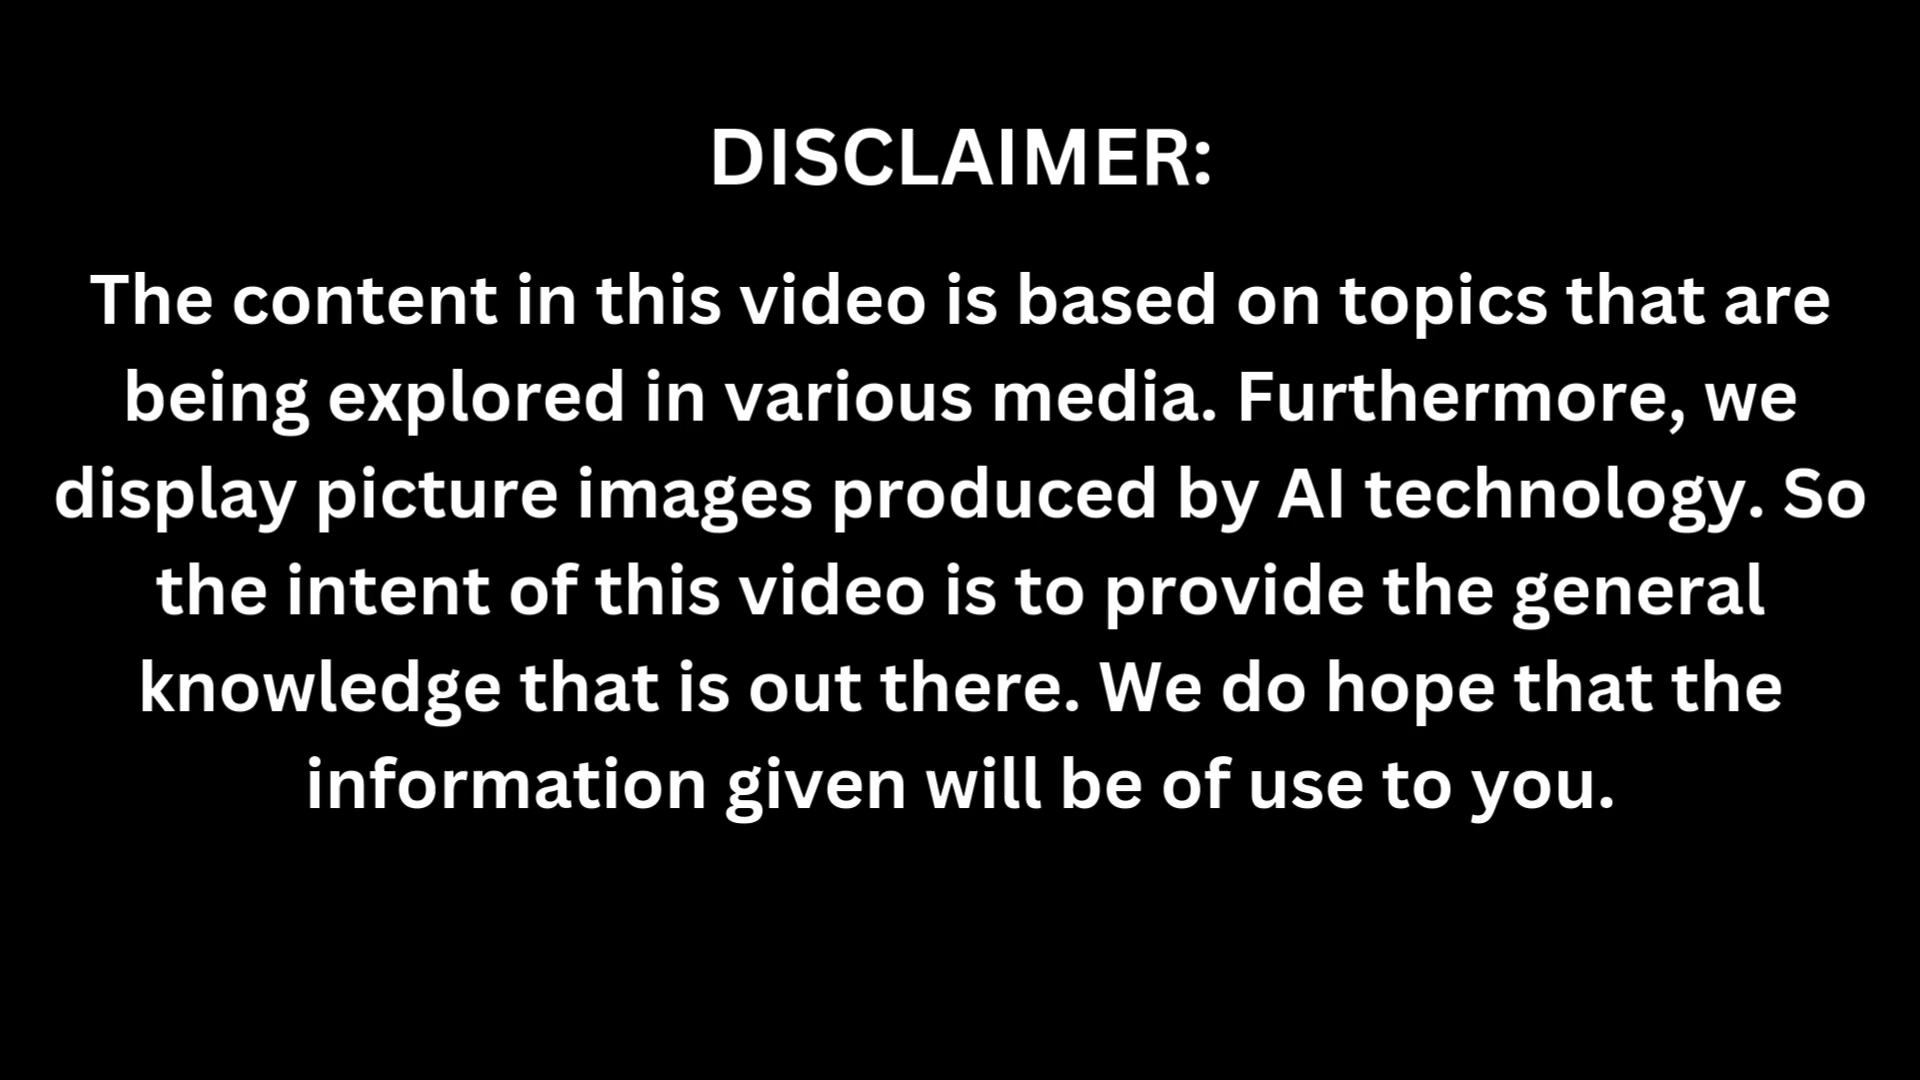 DISCLAIMER:
The content in this video is based on topics that are
being explored in various media. Furthermore, we
display picture images produced by AI technology. So
the intent of this video is to provide the general
knowledge that is out there. We do hope that the
information given will be of use to you.